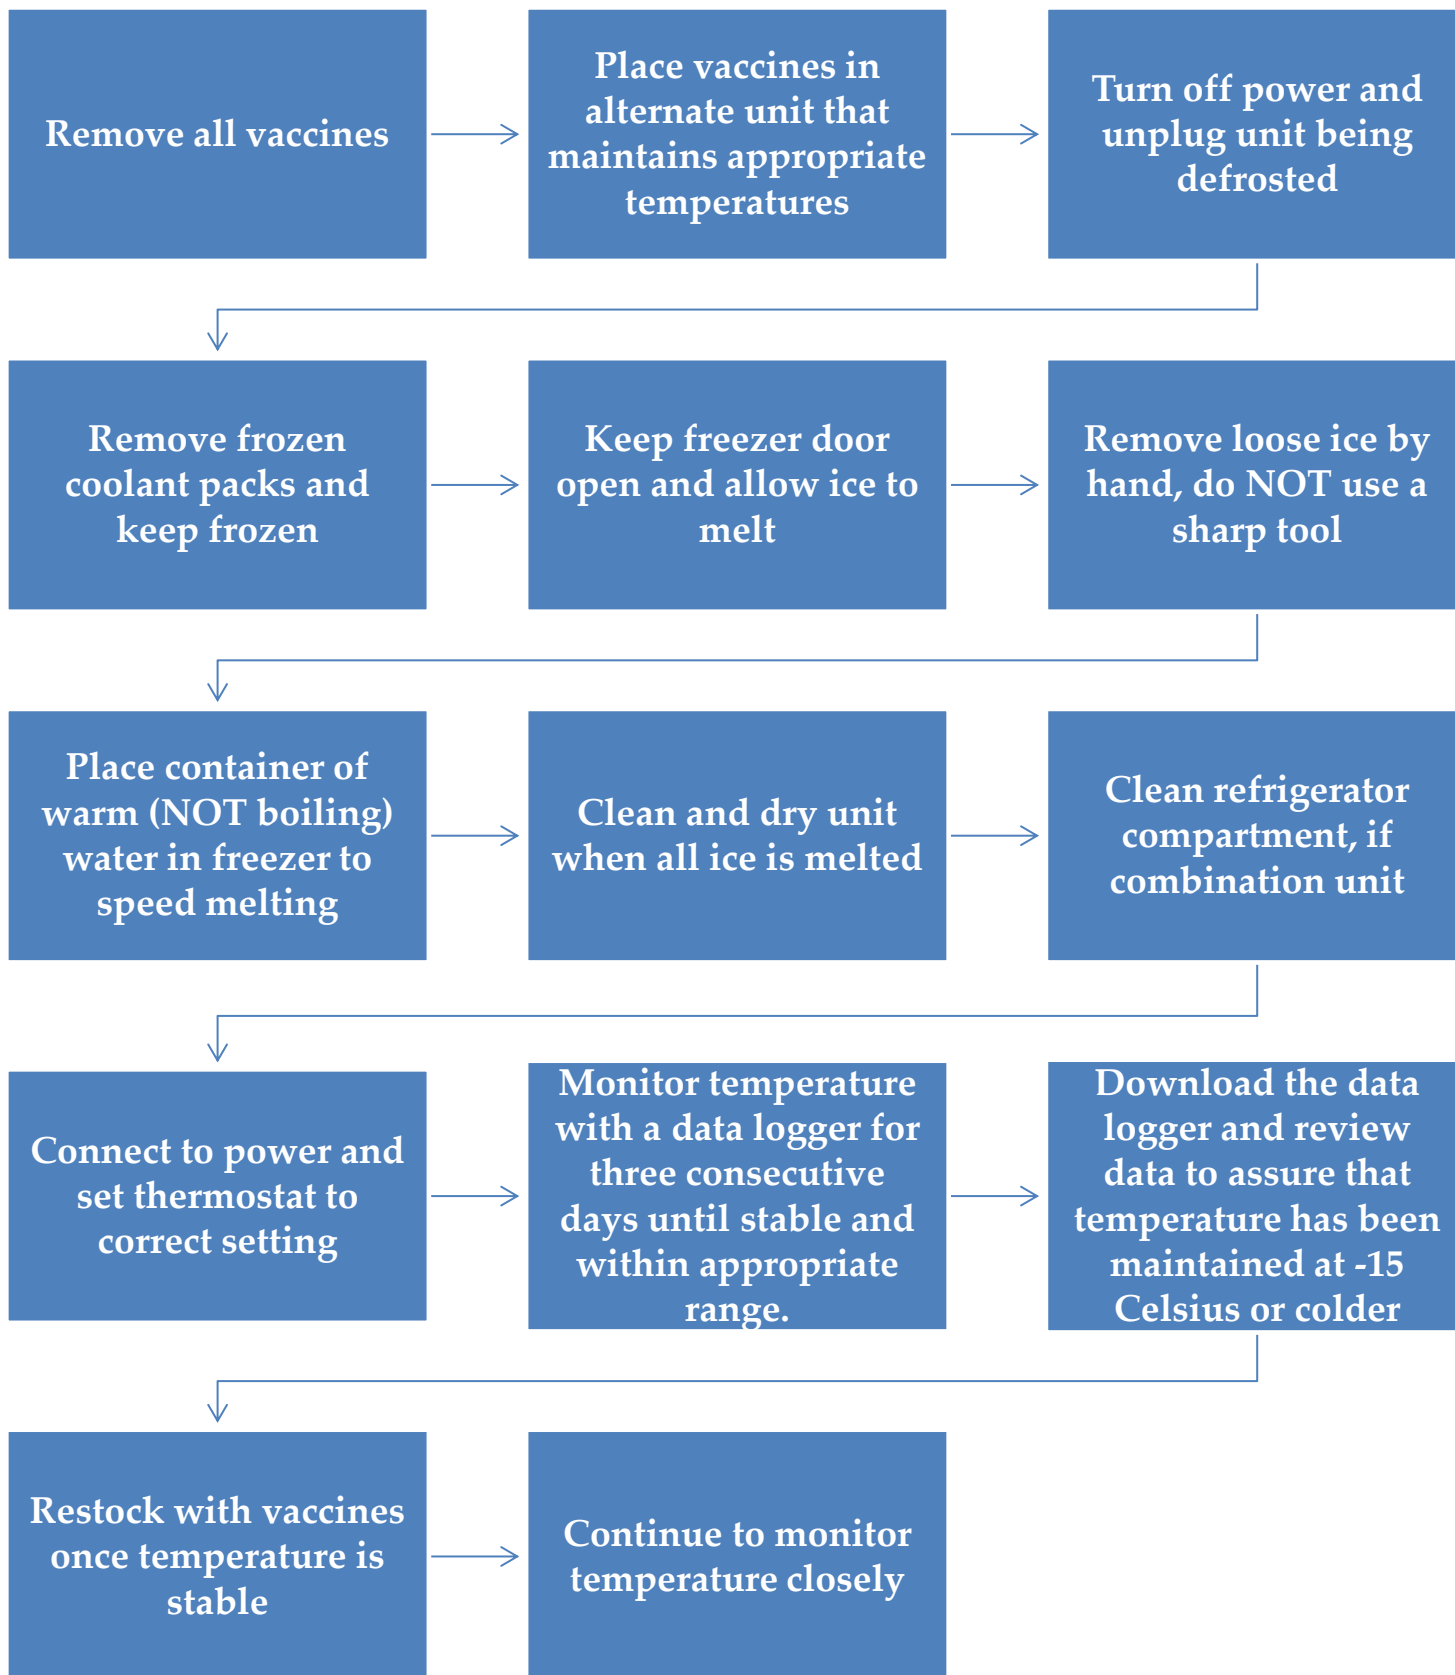 Remove all vaccines
Place vaccines in
alternate unit that
maintains appropriate
temperatures
Turn off power and
unplug unit being
defrosted
Remove frozen
coolant packs and
keep frozen
Keep freezer door
open and allow ice to
melt
Remove loose ice by
hand, do NOT use a
sharp tool
Place container of
warm (NOT boiling)
water in freezer to
speed melting
Clean and dry unit
when all ice is melted
Clean refrigerator
compartment, if
combination unit
Connect to power and
set thermostat to
correct setting
Monitor temperature
with a data logger for
three consecutive
days until stable and
within appropriate
range.
Download the data
logger and review
data to assure that
temperature has been
maintained at -15
Celsius or colder
Restock with vaccines
once temperature is
stable
Continue to monitor
temperature closely